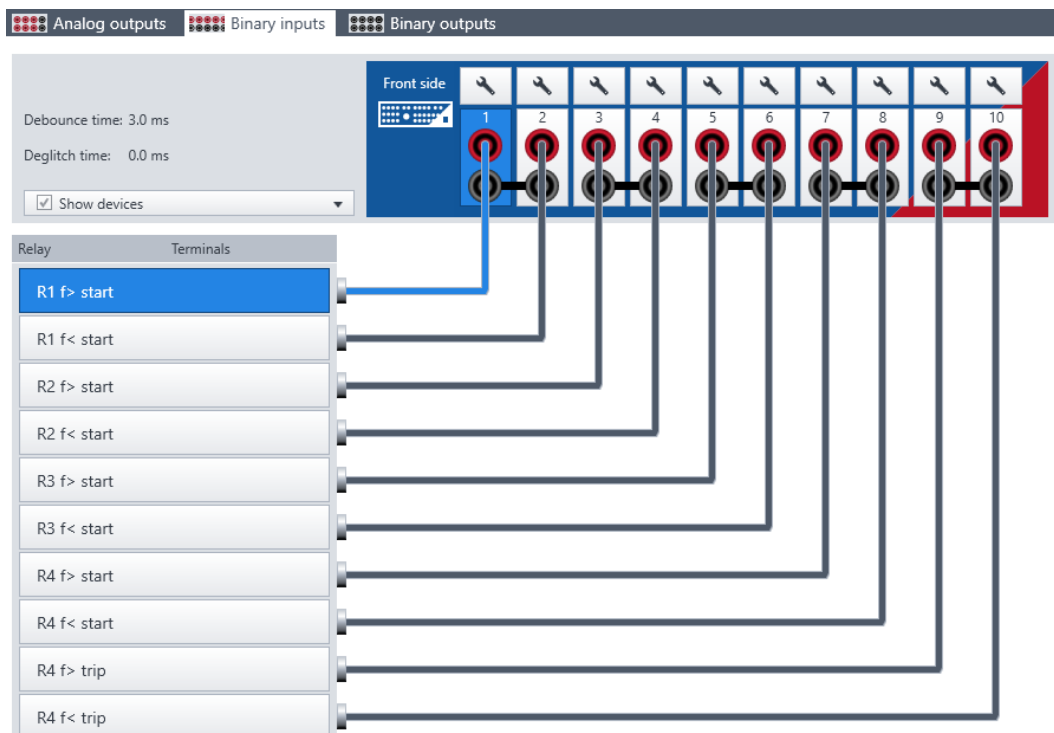 Analog outputs Binary inputs Binary outputs
Front side
1 2 3 4 5 6 7 8 9 10
Debounce time: 3.0 ms
Deglitch time: 0.0 ms
Show devices
Relay Terminals
R1 f> start
R1 f< start
R2 f> start
R2 f< start
R3 f> start
R3 f< start
R4 f> start
R4 f< start
R4 f> trip
R4 f< trip